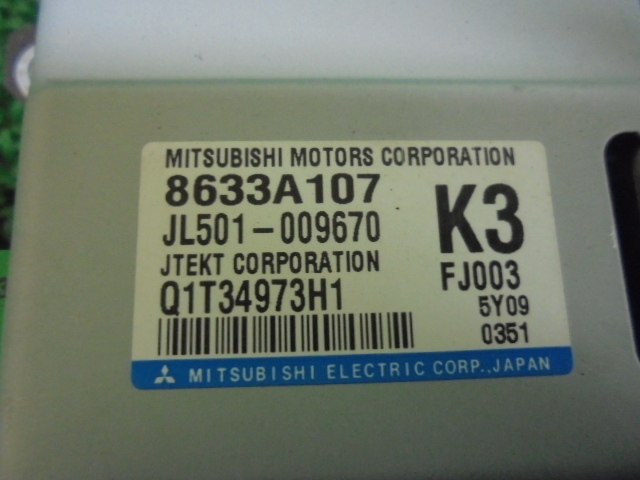 MITSUBISHI MOTORS CORPORATION
8633A107
K3
JL501-009670
JTEKT CORPORATION
FJ003
Q1T34973H1
5Y09
0351
MITSUBISHI ELECTRIC CORP.,JAPAN